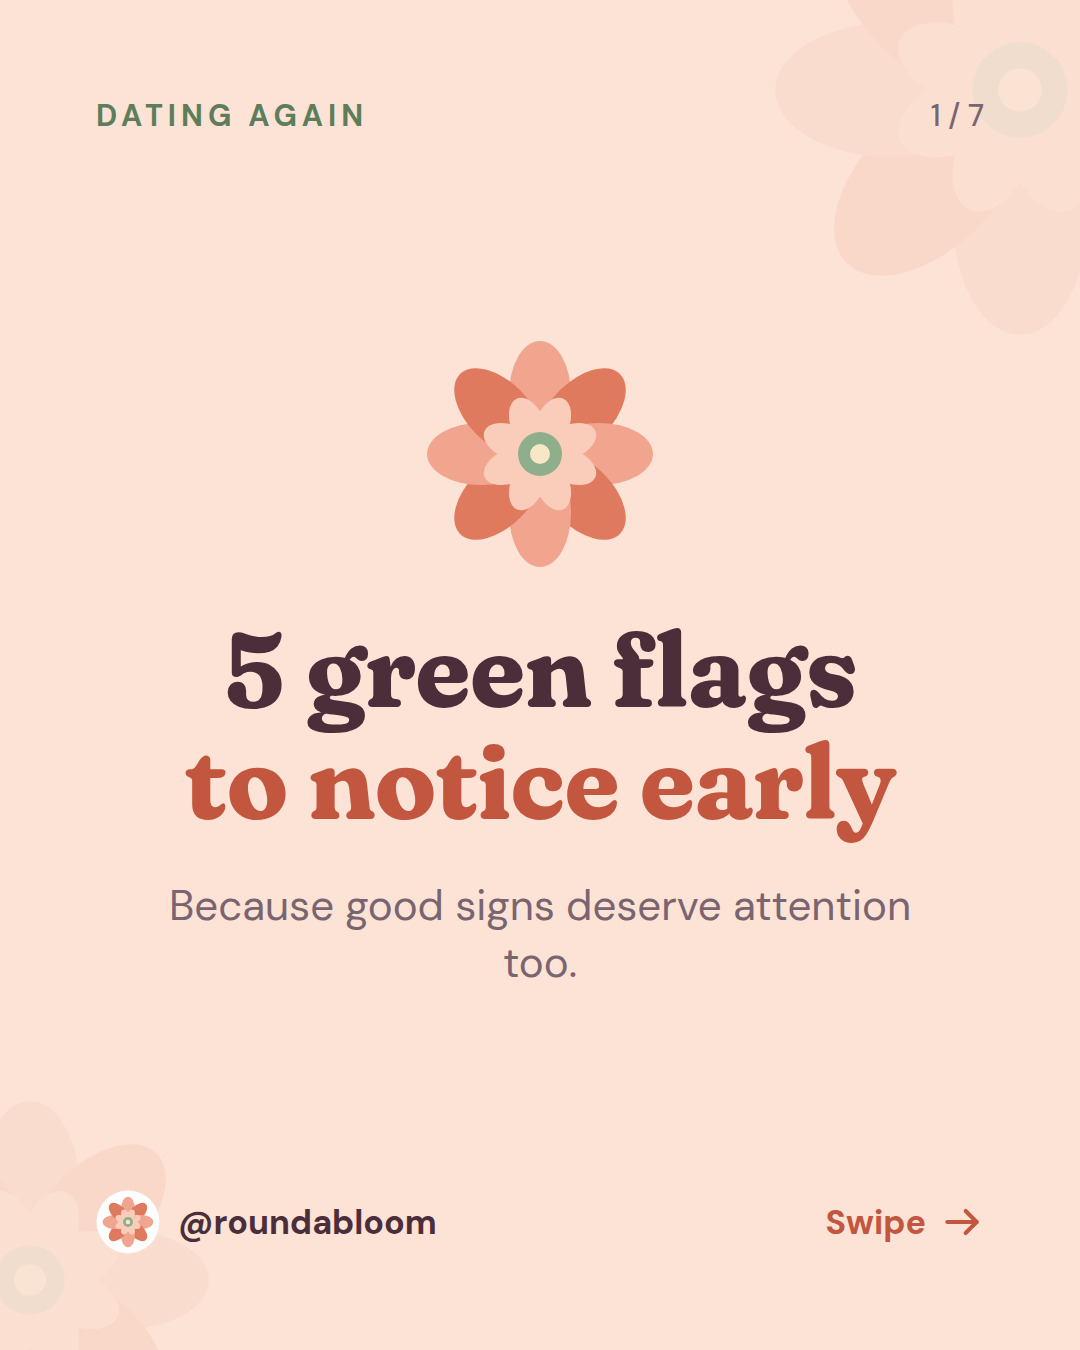 DATING AGAIN
1 / 7
5 green flags
to notice early
Because good signs deserve attention
too.
@roundabloom
Swipe →